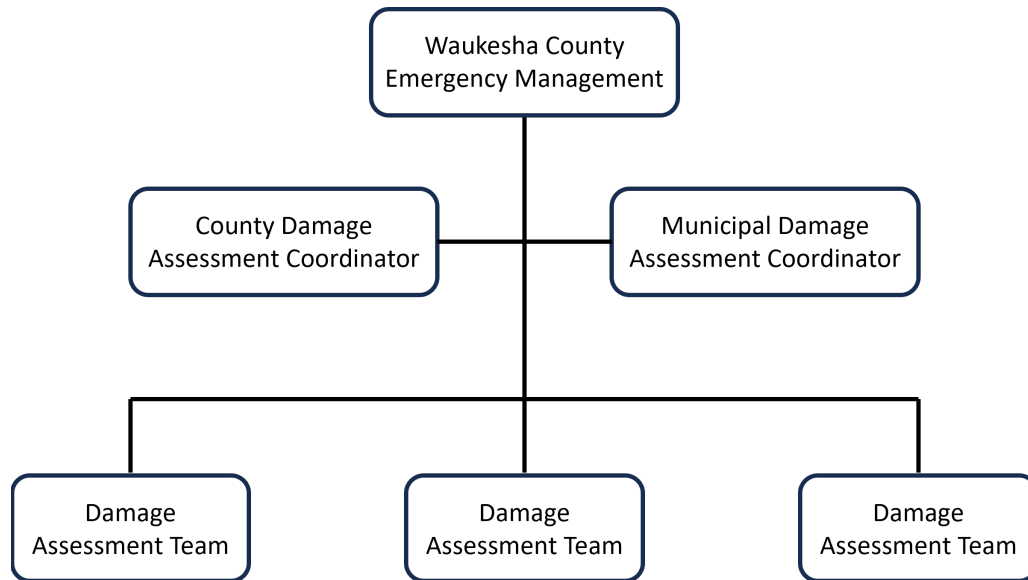 Waukesha County
Emergency Management
County Damage
Assessment Coordinator
Municipal Damage
Assessment Coordinator
Damage
Assessment Team
Damage
Assessment Team
Damage
Assessment Team